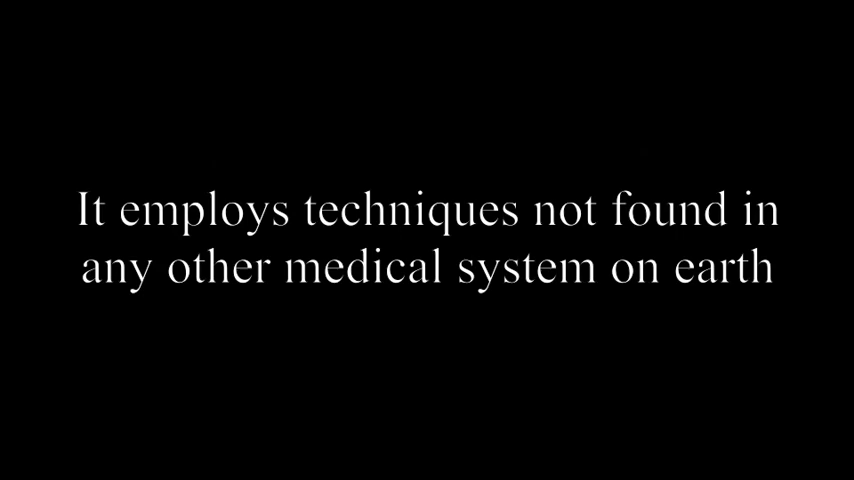 It employs techniques not found in
any other medical system on earth